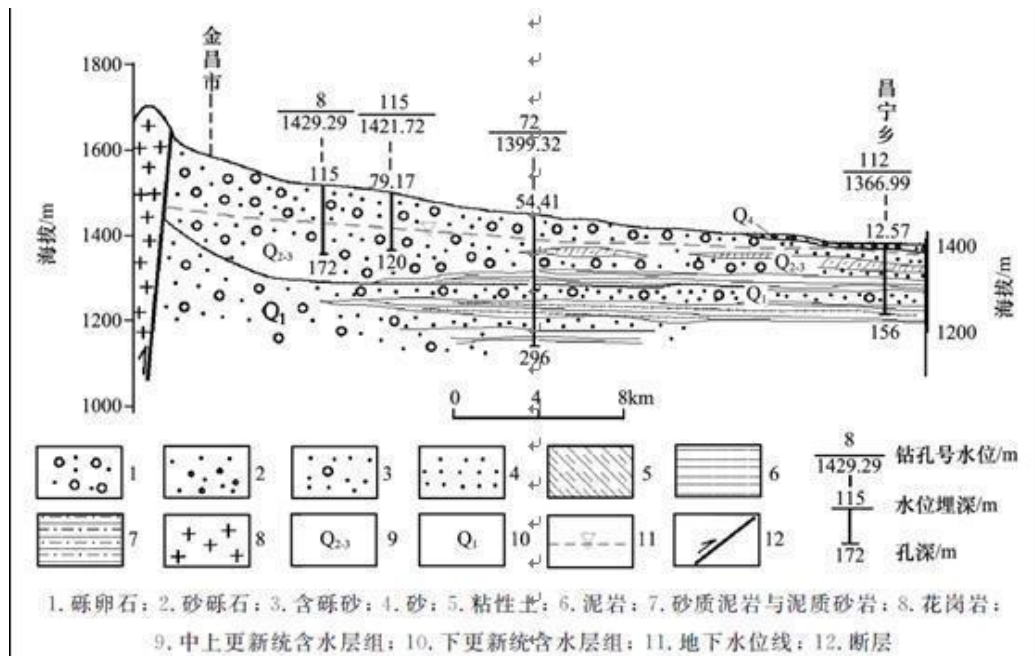 金昌市
昌宁乡
1800
1600
1400
1200
1000
海拔/m
8
1429.29
115
172
115
1421.72
79.17
120
72
1399.32
54.41
296
112
1366.99
12.57
156
Q₄
Q₂₋₃
Q₂₋₃
Q₁
Q₁
1400
1200
海拔/m
0 4 8km
1
2
3
4
5
6
7
8
Q₂₋₃ 9
Q₁ 10
11
12
8
1429.29
钻孔号水位/m
115
水位埋深/m
172
孔深/m
1.砾卵石；2.砂砾石；3.含砾砂；4.砂；5.粘性土；6.泥岩；7.砂质泥岩与泥质砂岩；8.花岗岩；
9.中上更新统含水层组；10.下更新统含水层组；11.地下水位线；12.断层